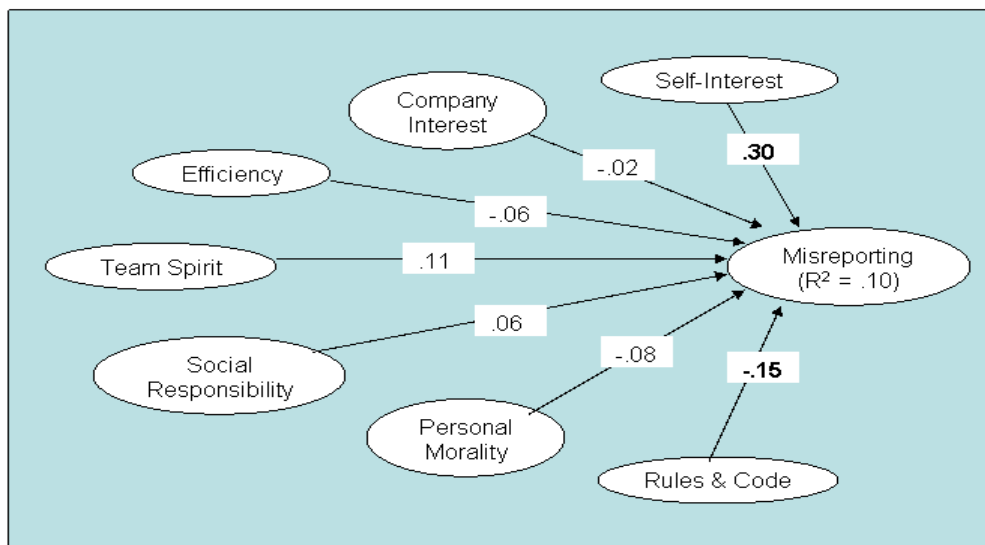 Self-Interest
Company
Interest
.30
-.02
Efficiency
-.06
Team Spirit
.11
Misreporting
(R² = .10)
.06
Social
Responsibility
-.08
-.15
Personal
Morality
Rules & Code